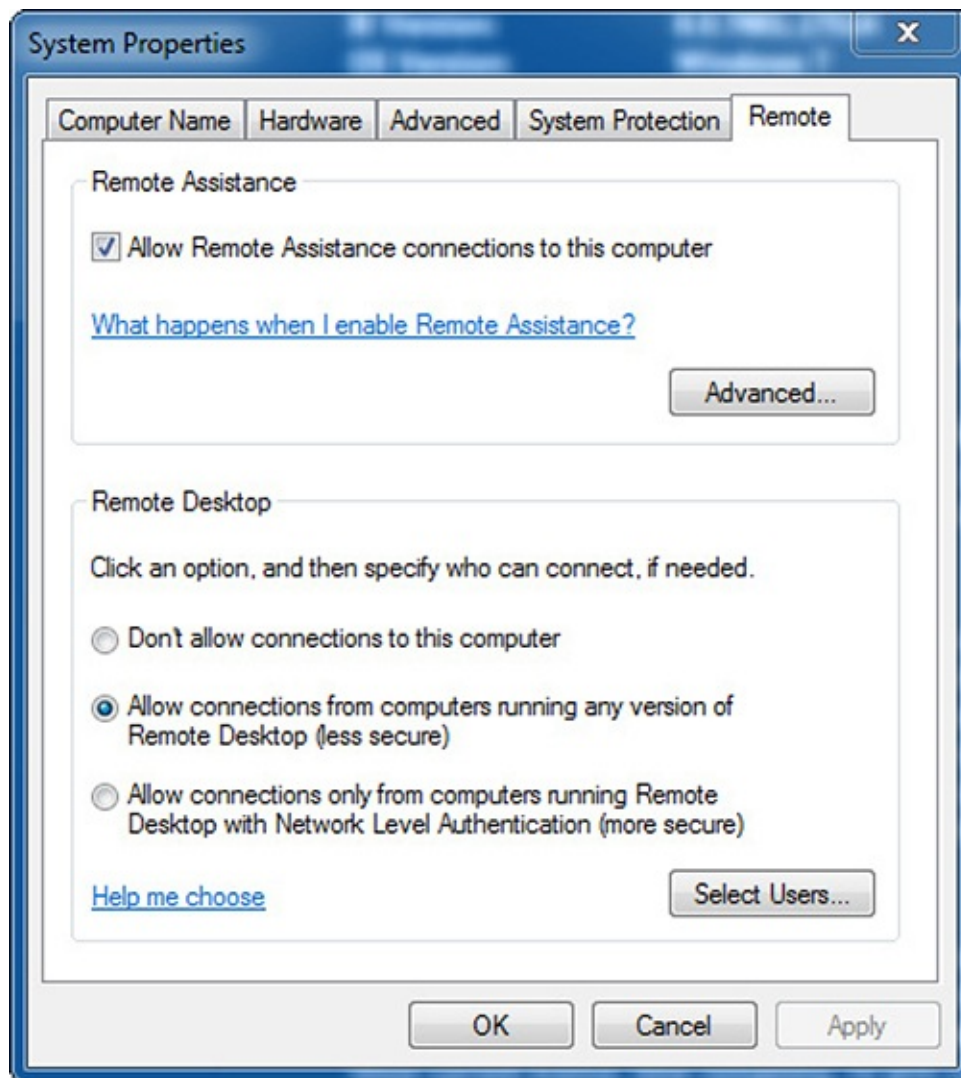 System Properties
Computer Name
Hardware
Advanced
System Protection
Remote
Remote Assistance
Allow Remote Assistance connections to this computer
What happens when I enable Remote Assistance?
Advanced...
Remote Desktop
Click an option, and then specify who can connect, if needed.
Don't allow connections to this computer
Allow connections from computers running any version of
Remote Desktop (less secure)
Allow connections only from computers running Remote
Desktop with Network Level Authentication (more secure)
Help me choose
Select Users...
OK
Cancel
Apply